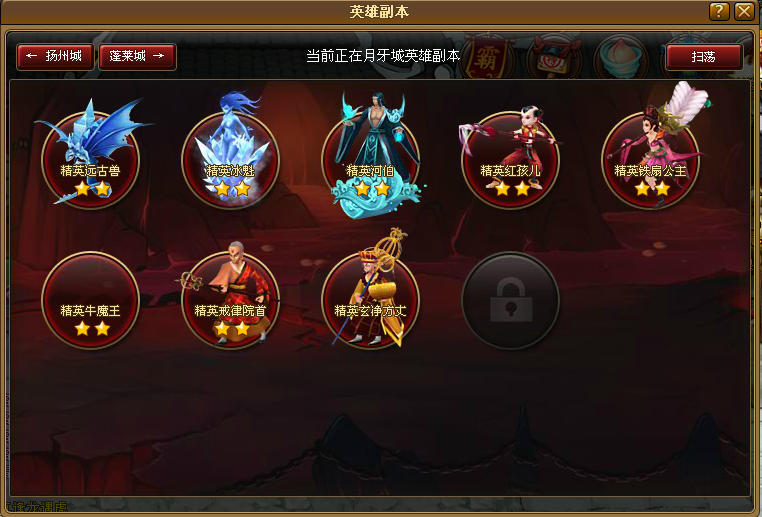 英雄副本
?
← 扬州城
蓬莱城 →
当前正在月牙城英雄副本
霸
扫荡
精英远古兽
精英冰魁
精英河伯
精英红孩儿
精英铁扇公主
精英牛魔王
精英戒律院首
精英玄诤方丈